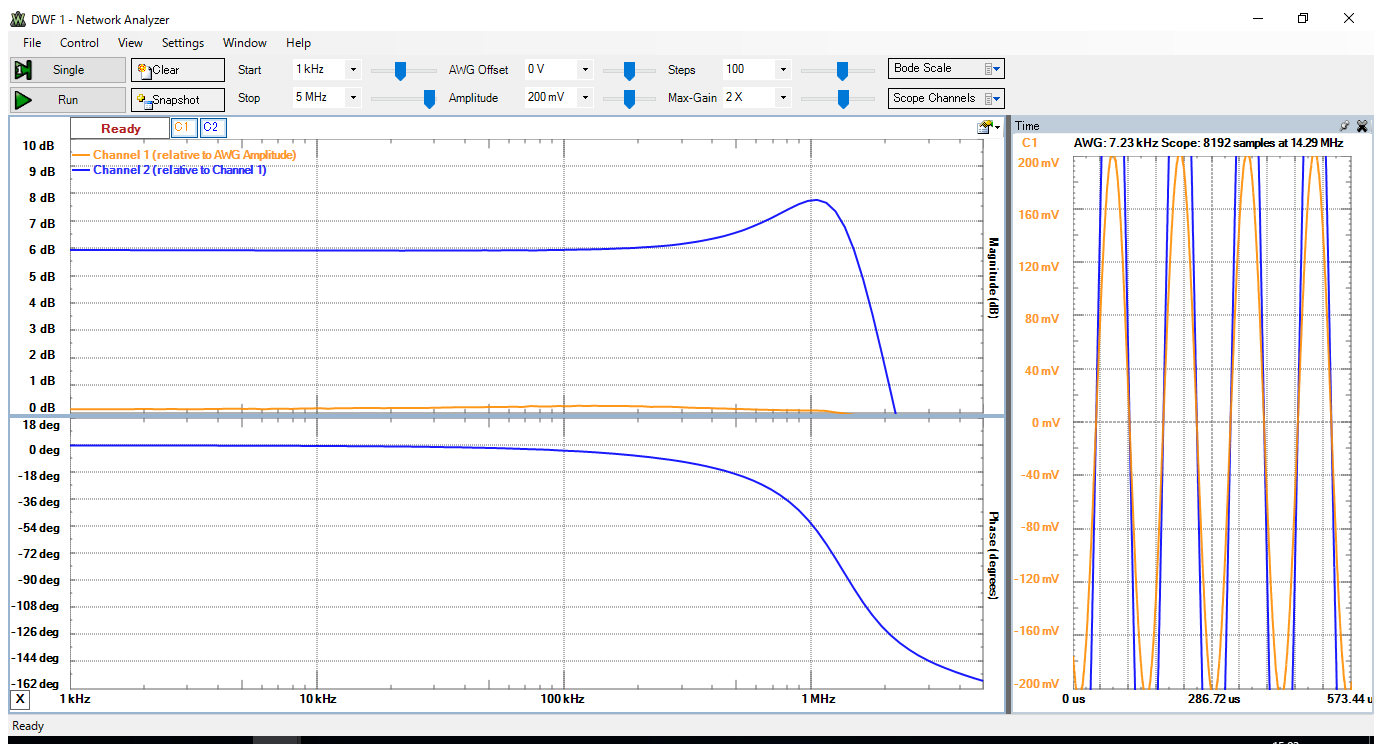 DWF 1 - Network Analyzer
File Control View Settings Window Help
Single Clear Start 1 kHz AWG Offset 0 V Steps 100 Bode Scale
Run Snapshot Stop 5 MHz Amplitude 200 mV Max-Gain 2 X Scope Channels
Ready C1 C2
10 dB
Channel 1 (relative to AWG Amplitude)
9 dB
Channel 2 (relative to Channel 1)
8 dB
7 dB
6 dB
5 dB
4 dB
3 dB
2 dB
1 dB
0 dB
Magnitude (dB)
18 deg
0 deg
-18 deg
-36 deg
-54 deg
-72 deg
-90 deg
-108 deg
-126 deg
-144 deg
-162 deg
Phase (degrees)
X 1 kHz 10 kHz 100 kHz 1 MHz
Time
C1 AWG: 7.23 kHz Scope: 8192 samples at 14.29 MHz
200 mV
160 mV
120 mV
80 mV
40 mV
0 mV
-40 mV
-80 mV
-120 mV
-160 mV
-200 mV
0 us 286.72 us 573.44 u
Ready